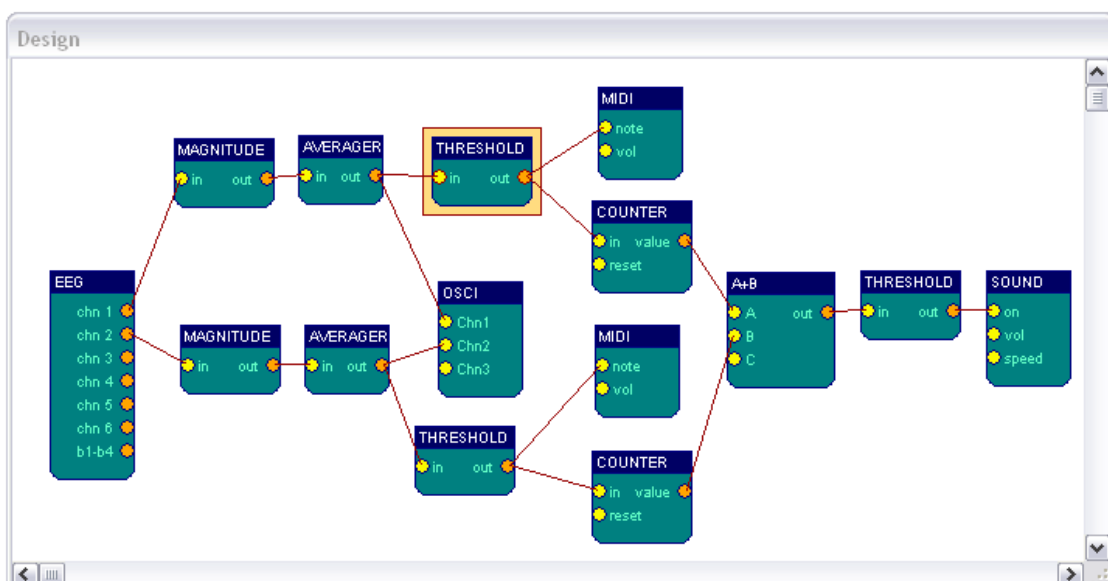 Design
MIDI
note
vol
MAGNITUDE
in out
AVERAGER
in out
THRESHOLD
in out
COUNTER
in value
reset
EEG
chn 1
chn 2
chn 3
chn 4
chn 5
chn 6
b1-b4
OSCI
Chn1
Chn2
Chn3
A+B
A out
B
C
THRESHOLD
in out
SOUND
on
vol
speed
MAGNITUDE
in out
AVERAGER
in out
MIDI
note
vol
THRESHOLD
in out
COUNTER
in value
reset